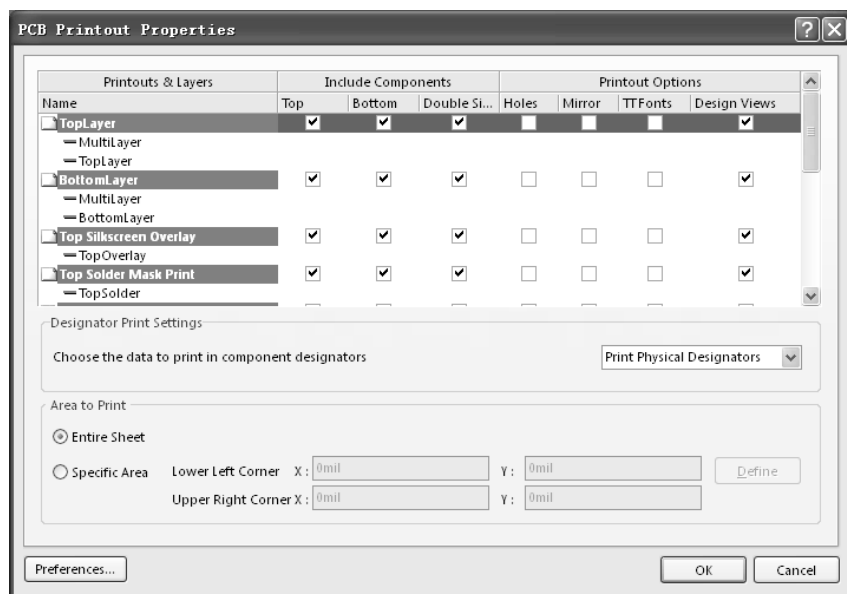 PCB Printout Properties
Printouts & Layers Include Components Printout Options
Name Top Bottom Double Si... Holes Mirror TTFonts Design Views
TopLayer
MultiLayer
TopLayer
BottomLayer
MultiLayer
BottomLayer
Top Silkscreen Overlay
TopOverlay
Top Solder Mask Print
TopSolder
Designator Print Settings
Choose the data to print in component designators Print Physical Designators
Area to Print
Entire Sheet
Specific Area Lower Left Corner X : 0mil Y : 0mil Define
Upper Right Corner X : 0mil Y : 0mil
Preferences... OK Cancel